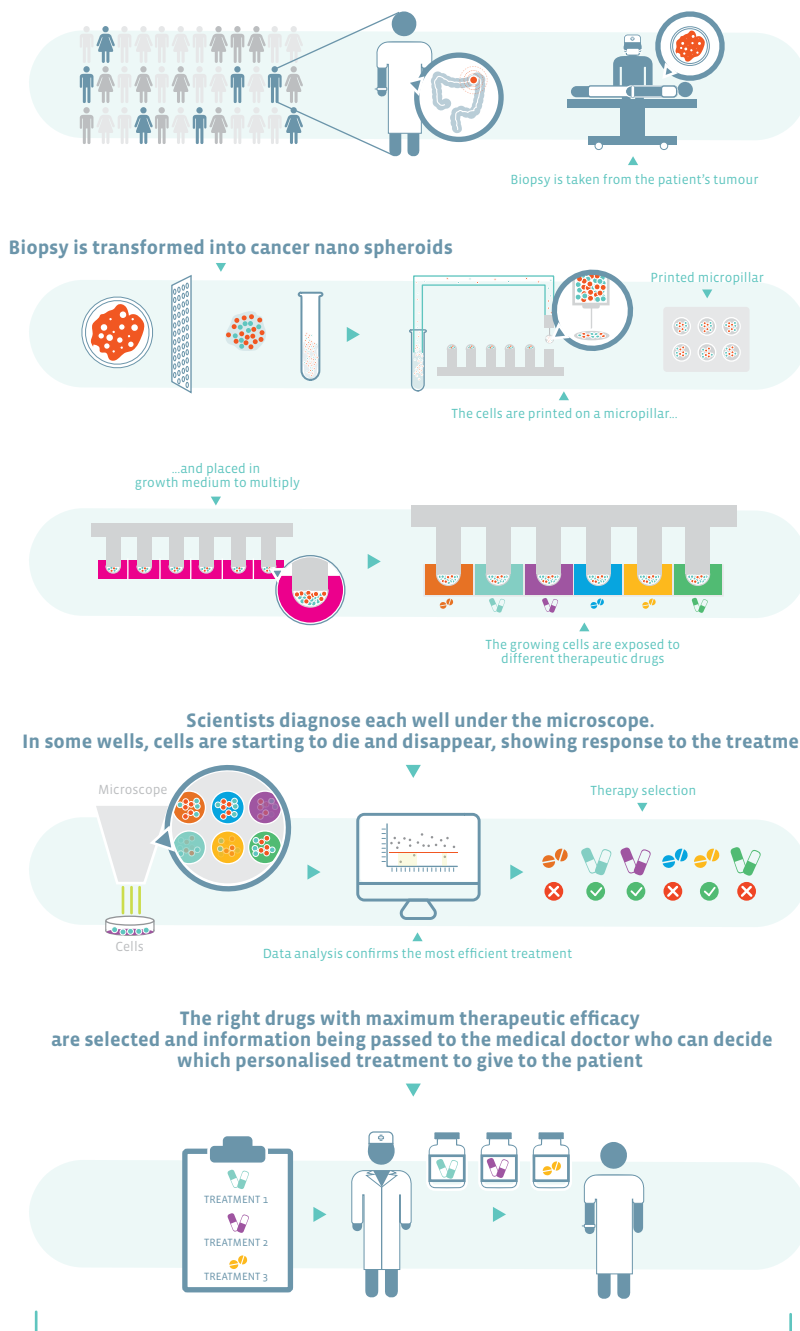 Biopsy is taken from the patient's tumour
Biopsy is transformed into cancer nano spheroids
Printed micropillar
The cells are printed on a micropillar...
...and placed in
growth medium to multiply
The growing cells are exposed to
different therapeutic drugs
Scientists diagnose each well under the microscope.
In some wells, cells are starting to die and disappear, showing response to the treatme
Microscope
Therapy selection
Cells
Data analysis confirms the most efficient treatment
The right drugs with maximum therapeutic efficacy
are selected and information being passed to the medical doctor who can decide
which personalised treatment to give to the patient
TREATMENT 1
TREATMENT 2
TREATMENT 3